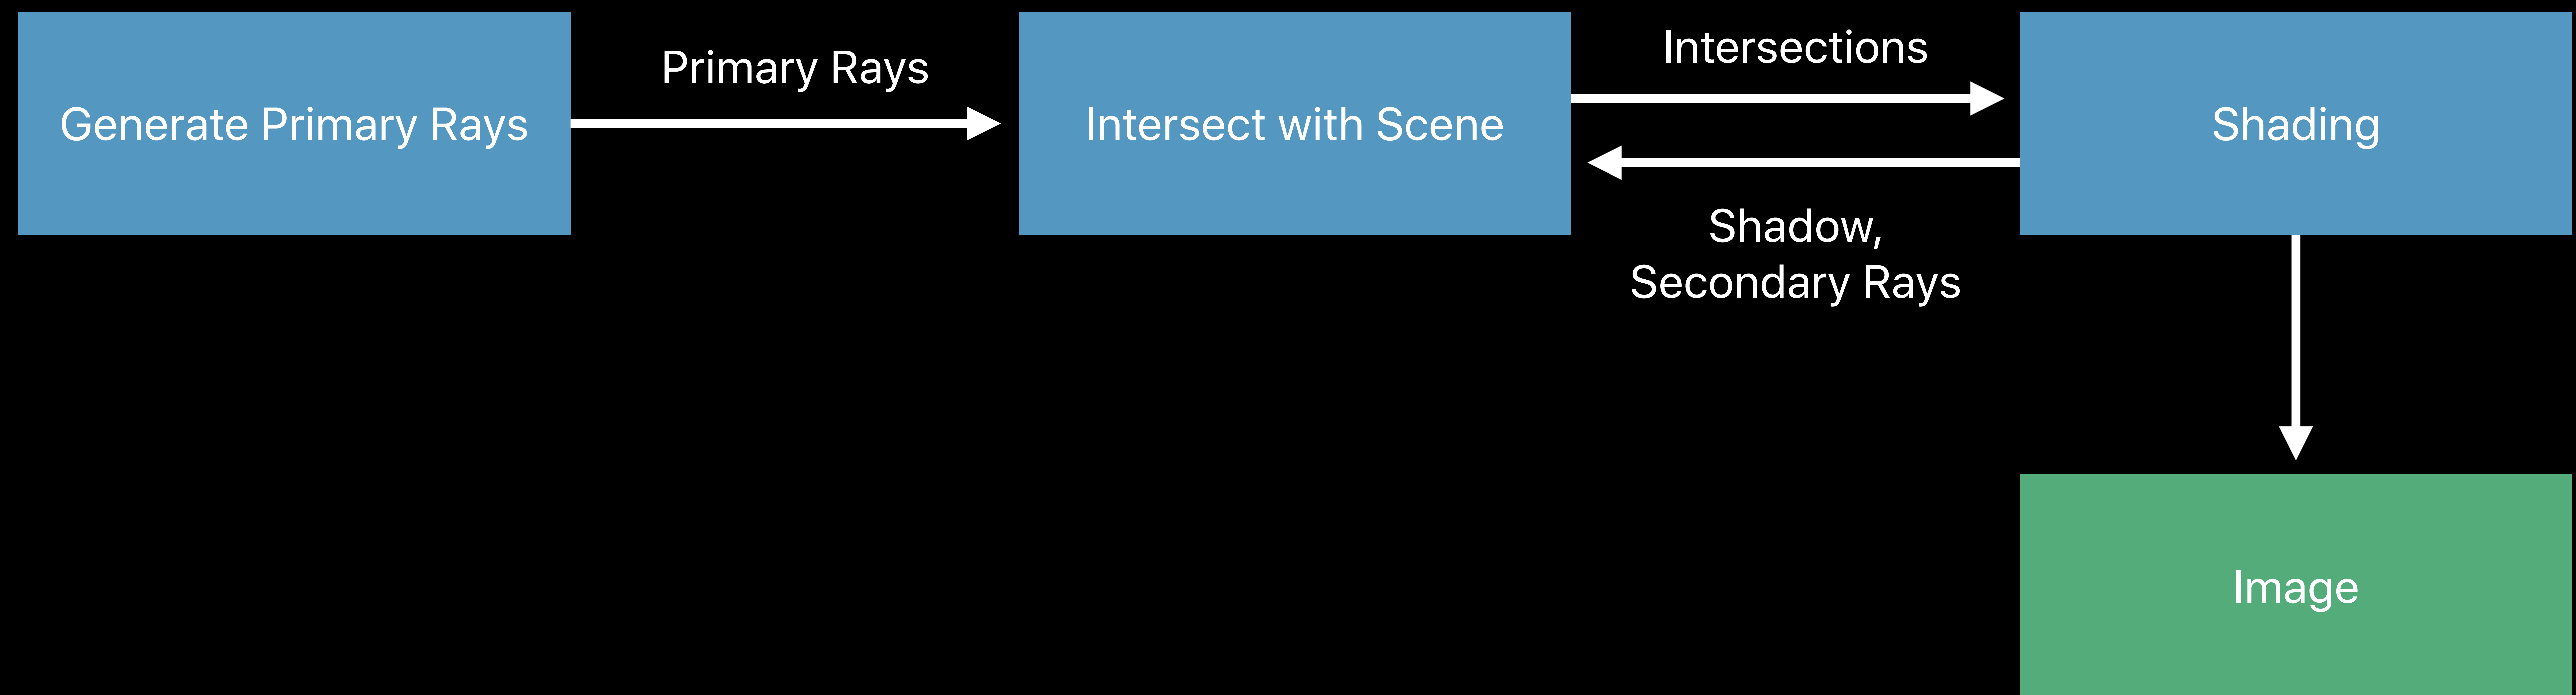 Generate Primary Rays
Primary Rays
Intersect with Scene
Intersections
Shadow,
Secondary Rays
Shading
Image